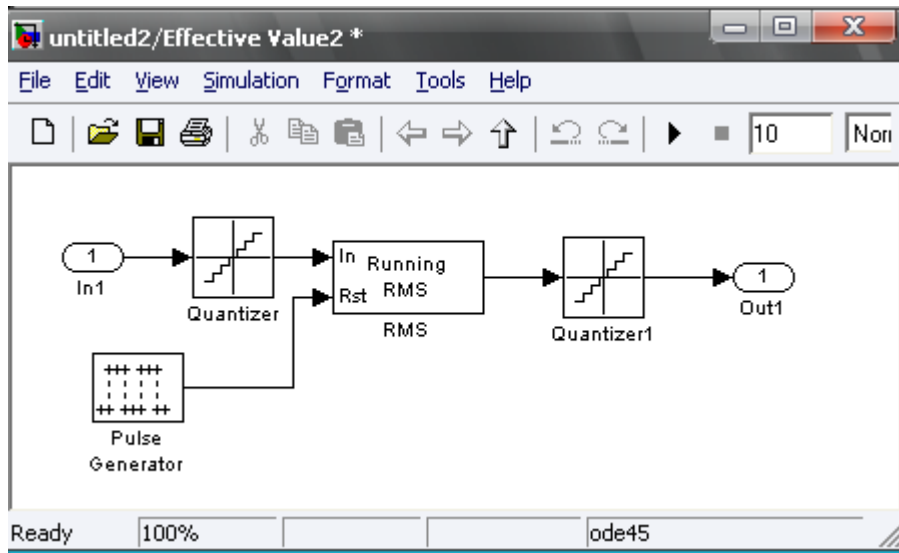 untitled2/Effective Value2 *
File Edit View Simulation Format Tools Help
10 Nori
1
In1
Quantizer
In Running
Rst RMS
RMS
Quantizer1
1
Out1
Pulse
Generator
Ready 100% ode45